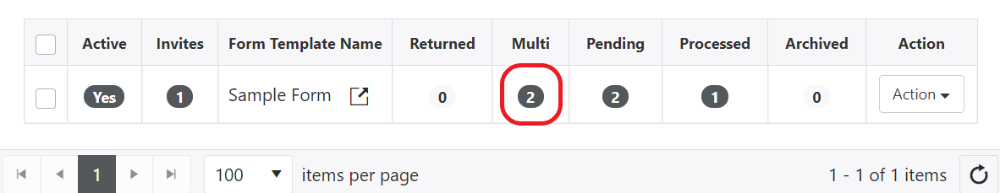 Active Invites Form Template Name Returned Multi Pending Processed Archived Action
Yes 1 Sample Form 0 2 2 1 0 Action
1 100 items per page 1 - 1 of 1 items